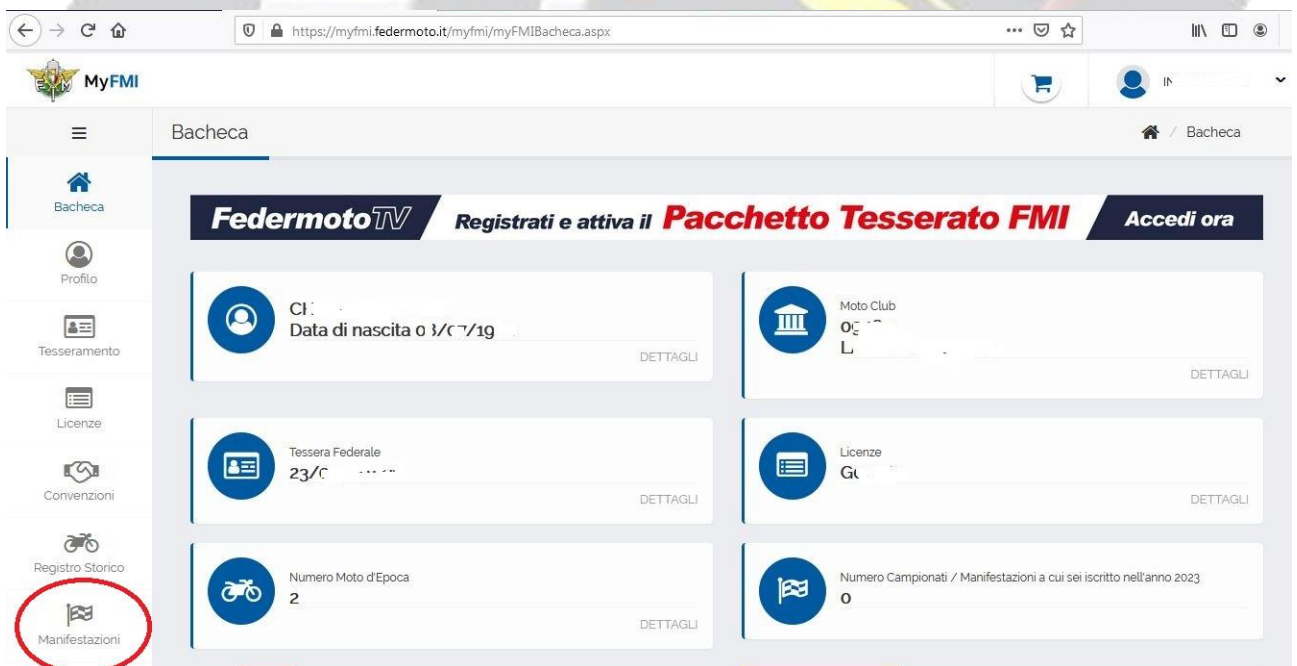 https://myfmi.federmoto.it/myfmi/myFMIBacheca.aspx
MyFMI
Bacheca
/ Bacheca
Bacheca
Profilo
Tesseramento
Licenze
Convenzioni
Registro Storico
Manifestazioni
FedermotoTV Registrati e attiva il Pacchetto Tesserato FMI Accedi ora
Data di nascita
DETTAGLI
Moto Club
DETTAGLI
Tessera Federale
23/
DETTAGLI
Licenze
DETTAGLI
Numero Moto d'Epoca
2
DETTAGLI
Numero Campionati / Manifestazioni a cui sei iscritto nell'anno 2023
0